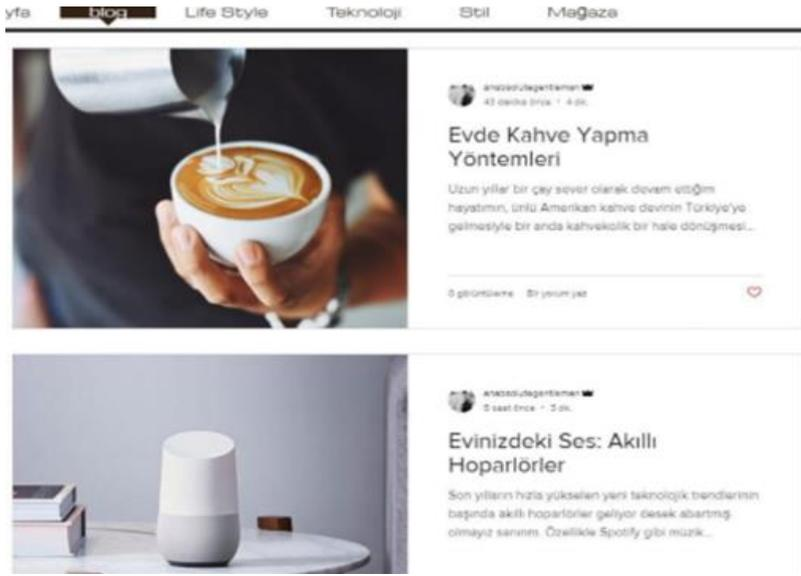 yfa blog Life Style Teknoloji Stil Mağaza
anabsolutegentleman
43 dakika önce · 4 dk.
Evde Kahve Yapma
Yöntemleri
Uzun yıllar bir çay sever olarak devam ettiğim
hayatımın, ünlü Amerikan kahve devinin Türkiye'ye
gelmesiyle bir anda kahvekolik bir hale dönüşmesi...
0 görüntüleme Bir yorum yaz
anabsolutegentleman
5 saat önce · 3 dk.
Evinizdeki Ses: Akıllı
Hoparlörler
Son yılların hızla yükselen yeni teknolojik trendlerinin
başında akıllı hoparlörler geliyor desek abartmış
olmayız sanırım. Özellikle Spotify gibi müzik...